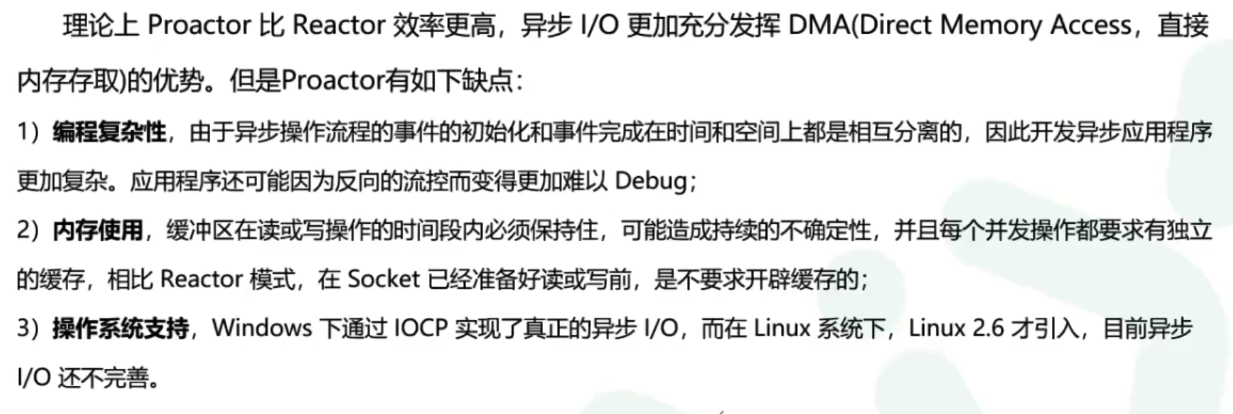 理论上 Proactor 比 Reactor 效率更高，异步 I/O 更加充分发挥 DMA(Direct Memory Access，直接
内存存取)的优势。但是Proactor有如下缺点：
1）编程复杂性，由于异步操作流程的事件的初始化和事件完成在时间和空间上都是相互分离的，因此开发异步应用程序
更加复杂。应用程序还可能因为反向的流控而变得更加难以 Debug；
2）内存使用，缓冲区在读或写操作的时间段内必须保持住，可能造成持续的不确定性，并且每个并发操作都要求有独立
的缓存，相比 Reactor 模式，在 Socket 已经准备好读或写前，是不要求开辟缓存的；
3）操作系统支持，Windows 下通过 IOCP 实现了真正的异步 I/O，而在 Linux 系统下，Linux 2.6 才引入，目前异步
I/O 还不完善。